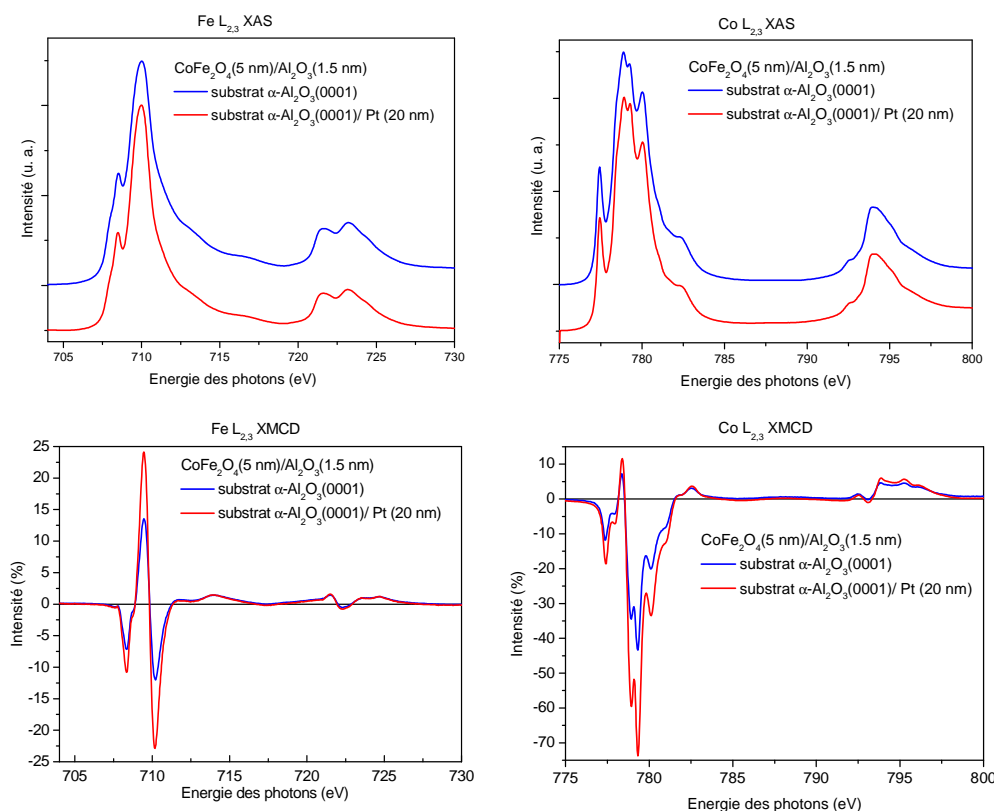 Fe L2,3 XAS
CoFe2O4(5 nm)/Al2O3(1.5 nm)
substrat α-Al2O3(0001)
substrat α-Al2O3(0001)/ Pt (20 nm)
Intensité (u. a.)
705 710 715 720 725 730
Energie des photons (eV)
Co L2,3 XAS
CoFe2O4(5 nm)/Al2O3(1.5 nm)
substrat α-Al2O3(0001)
substrat α-Al2O3(0001)/ Pt (20 nm)
Intensité (u. a.)
775 780 785 790 795 800
Energie des photons (eV)
Fe L2,3 XMCD
25
20
15
10
5
0
-5
-10
-15
-20
-25
CoFe2O4(5 nm)/Al2O3(1.5 nm)
substrat α-Al2O3(0001)
substrat α-Al2O3(0001)/ Pt (20 nm)
Intensité (%)
705 710 715 720 725 730
Energie des photons (eV)
Co L2,3 XMCD
10
0
-10
-20
-30
-40
-50
-60
-70
CoFe2O4(5 nm)/Al2O3(1.5 nm)
substrat α-Al2O3(0001)
substrat α-Al2O3(0001)/ Pt (20 nm)
Intensité (%)
775 780 785 790 795 800
Energie des photons (eV)